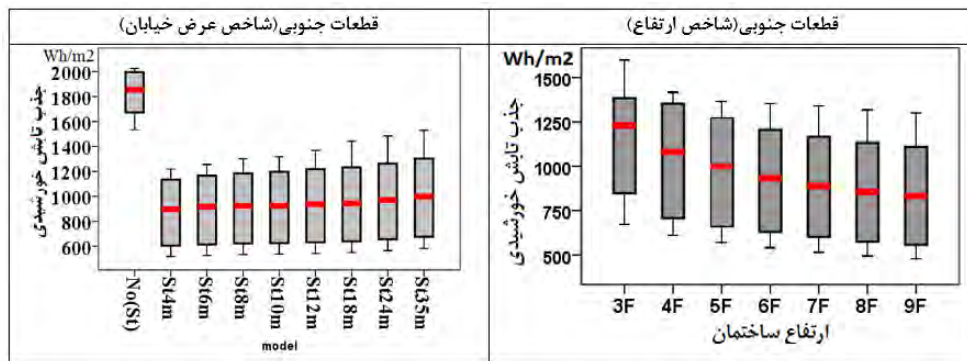 قطعات جنوبی(شاخص عرض خیابان)
Wh/m2
جذب تابش خورشیدی
2000
1800
1600
1400
1200
1000
800
600
No(St)
St4m
St6m
St8m
St10m
St12m
St18m
St24m
St35m
model
قطعات جنوبی(شاخص ارتفاع)
Wh/m2
جذب تابش خورشیدی
1500
1250
1000
750
500
3F 4F 5F 6F 7F 8F 9F
ارتفاع ساختمان